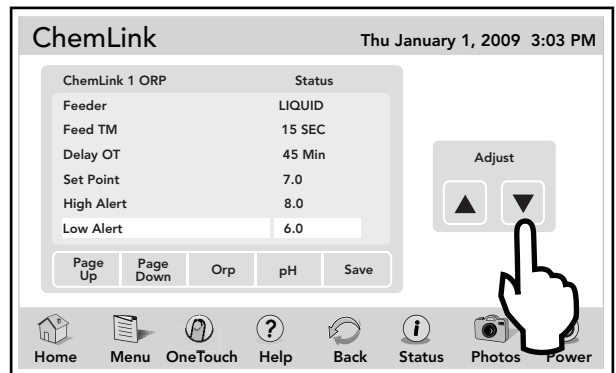 ChemLink Thu January 1, 2009 3:03 PM
ChemLink 1 ORP Status
Feeder LIQUID
Feed TM 15 SEC
Delay OT 45 Min
Set Point 7.0
High Alert 8.0
Low Alert 6.0
Adjust
Page Up Page Down Orp pH Save
Home Menu OneTouch Help Back Status Photos Power